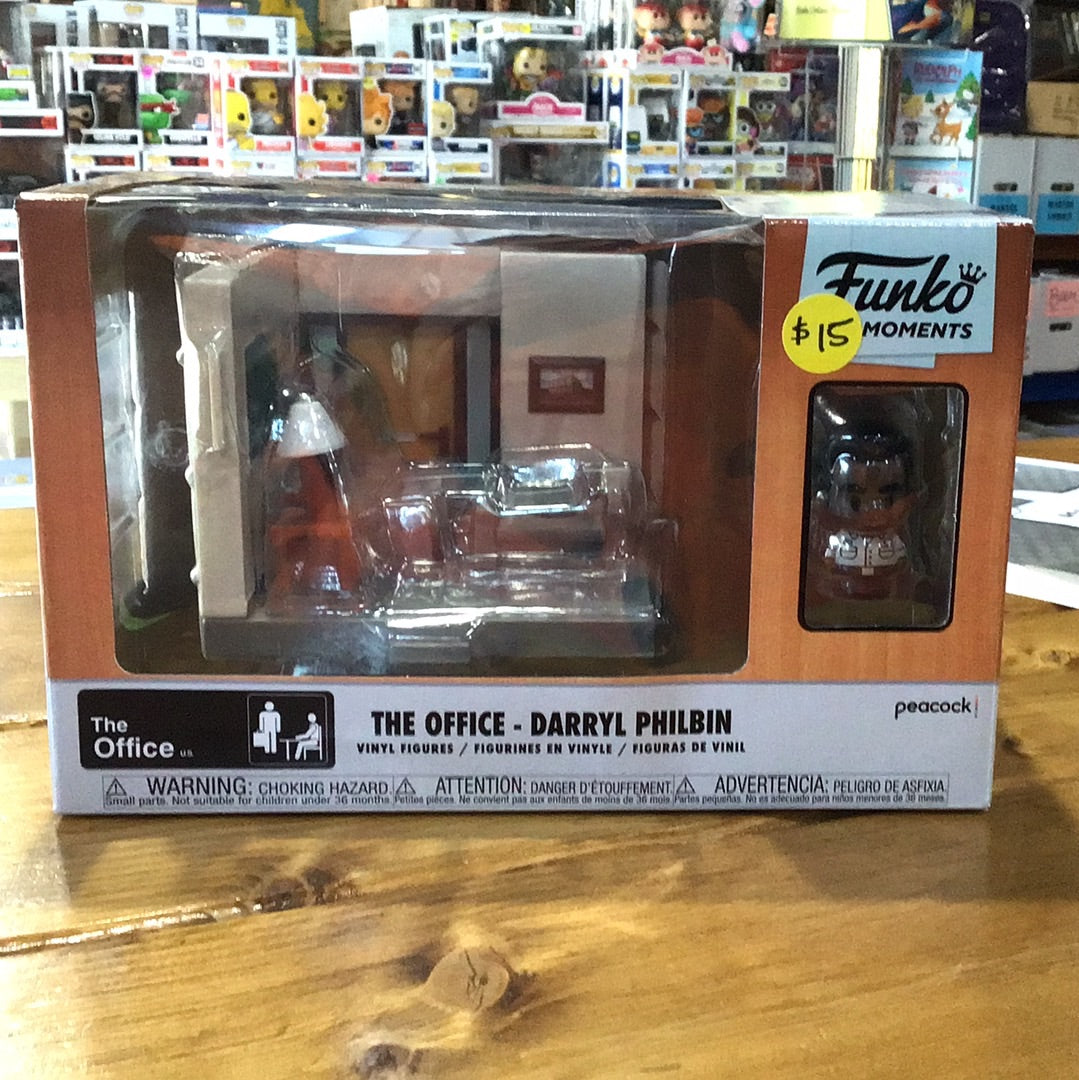 Funko
$15
MOMENTS
The
Office U.S.
THE OFFICE - DARRYL PHILBIN
VINYL FIGURES / FIGURINES EN VINYLE / FIGURAS DE VINIL
peacock
WARNING: CHOKING HAZARD.
Small parts. Not suitable for children under 36 months.
ATTENTION: DANGER D'ÉTOUFFEMENT.
Petites pièces. Ne convient pas aux enfants de moins de 36 mois.
ADVERTENCIA: PELIGRO DE ASFIXIA.
Partes pequeñas. No es adecuado para niños menores de 36 meses.